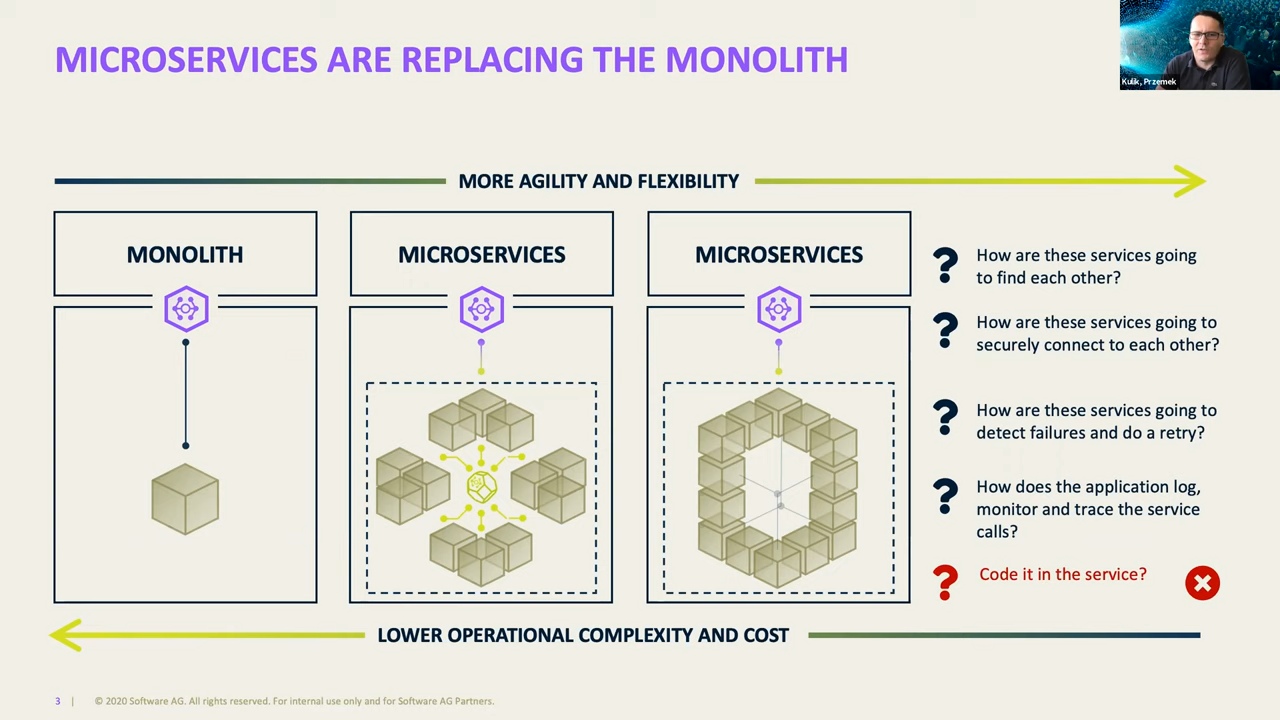 MICROSERVICES ARE REPLACING THE MONOLITH
Kulik, Przemek
MORE AGILITY AND FLEXIBILITY
MONOLITH
MICROSERVICES
MICROSERVICES
? How are these services going
to find each other?
? How are these services going to
securely connect to each other?
? How are these services going to
detect failures and do a retry?
? How does the application log,
monitor and trace the service
calls?
? Code it in the service?
LOWER OPERATIONAL COMPLEXITY AND COST
3 | © 2020 Software AG. All rights reserved. For internal use only and for Software AG Partners.